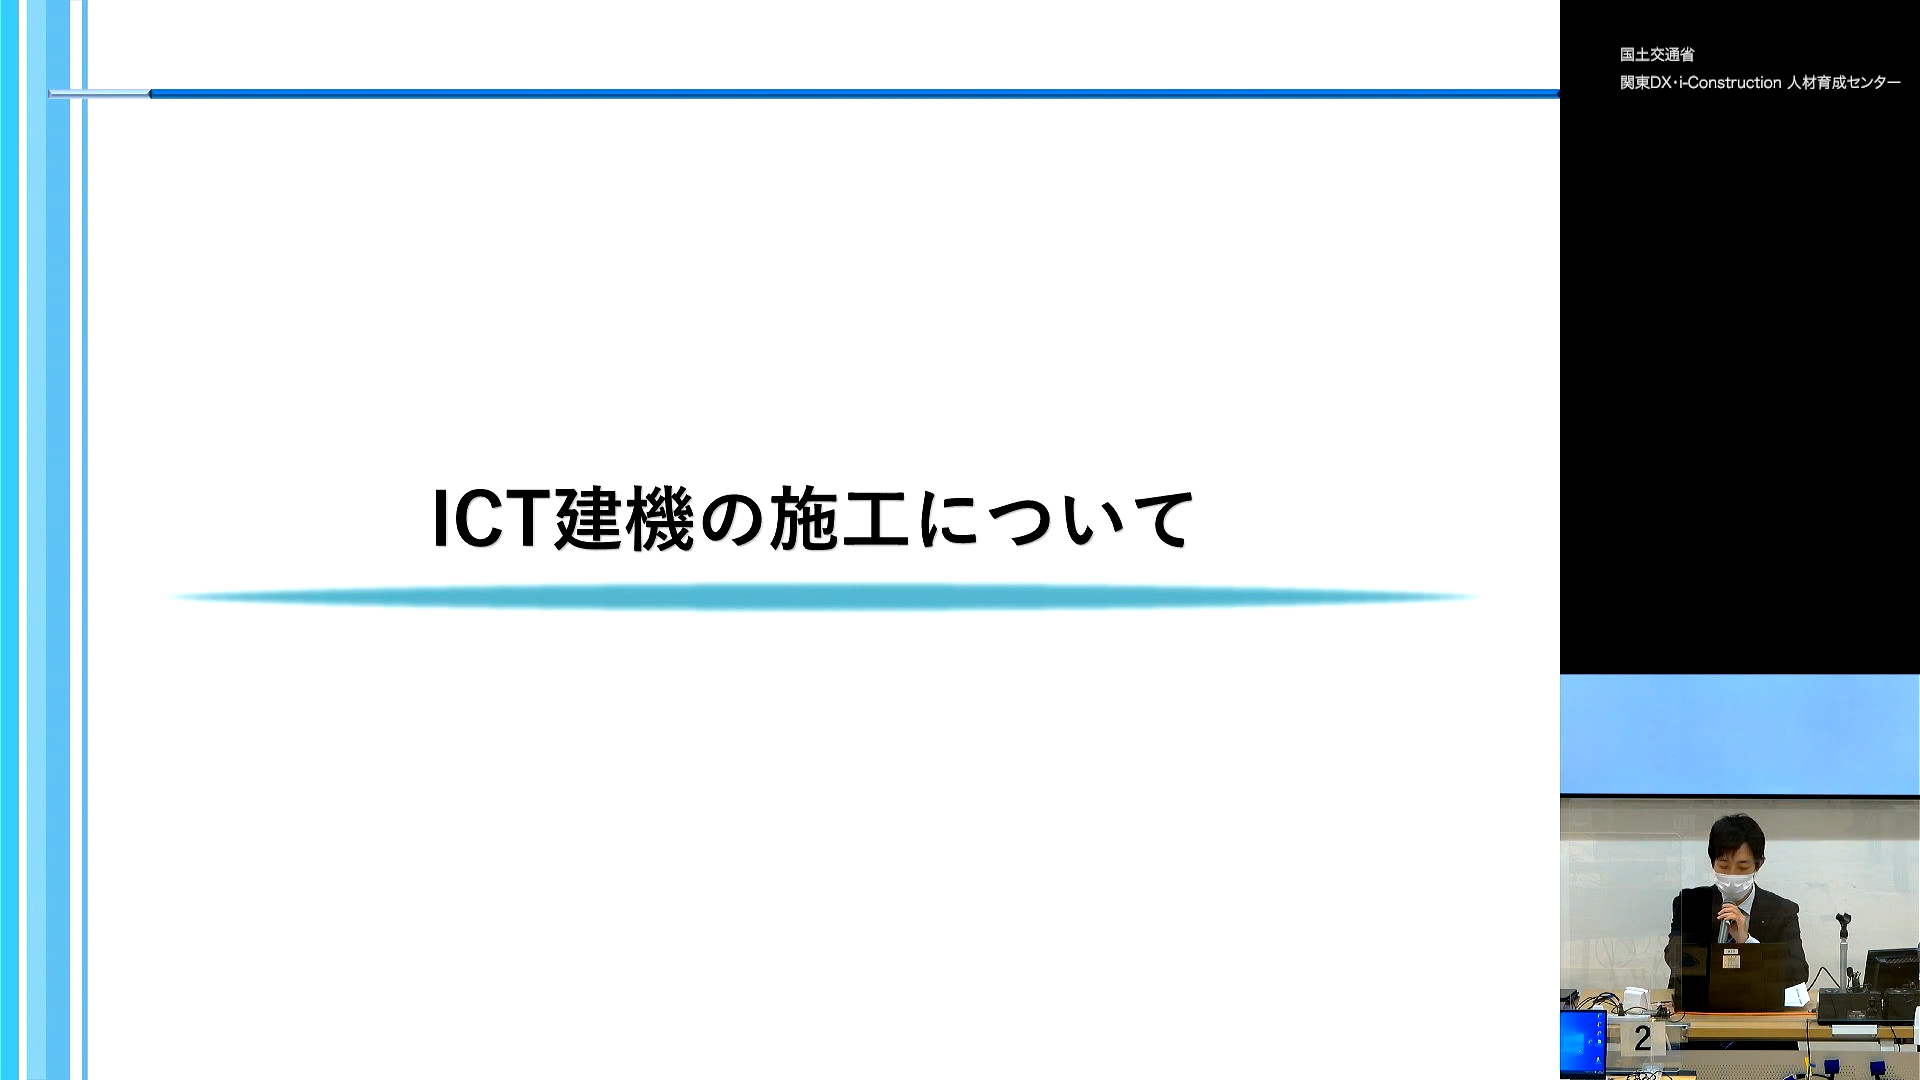 ICT建機の施工について
国土交通省
関東DX・i-Construction 人材育成センター
2